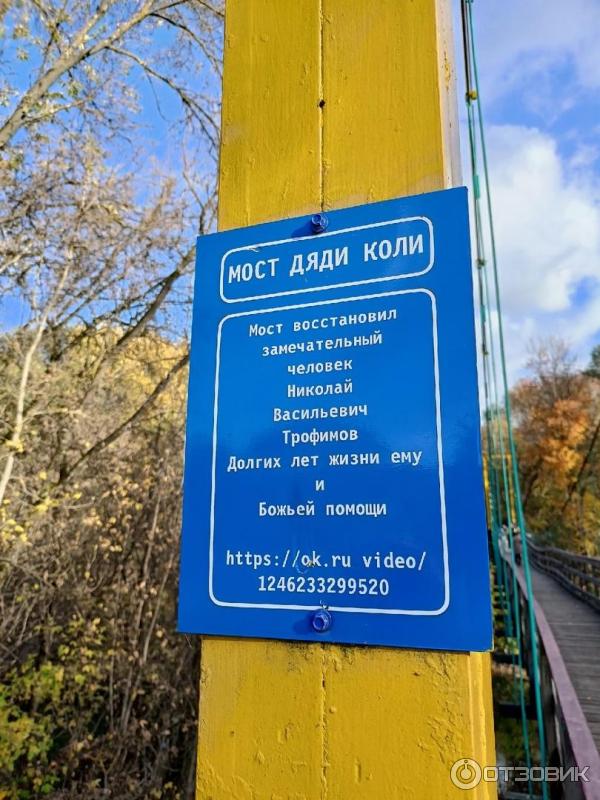 МОСТ ДЯДИ КОЛИ
Мост восстановил
замечательный
человек
Николай
Васильевич
Трофимов
Долгих лет жизни ему
и
Божьей помощи
https://ok.ru video/
1246233299520
ОТЗОВИК